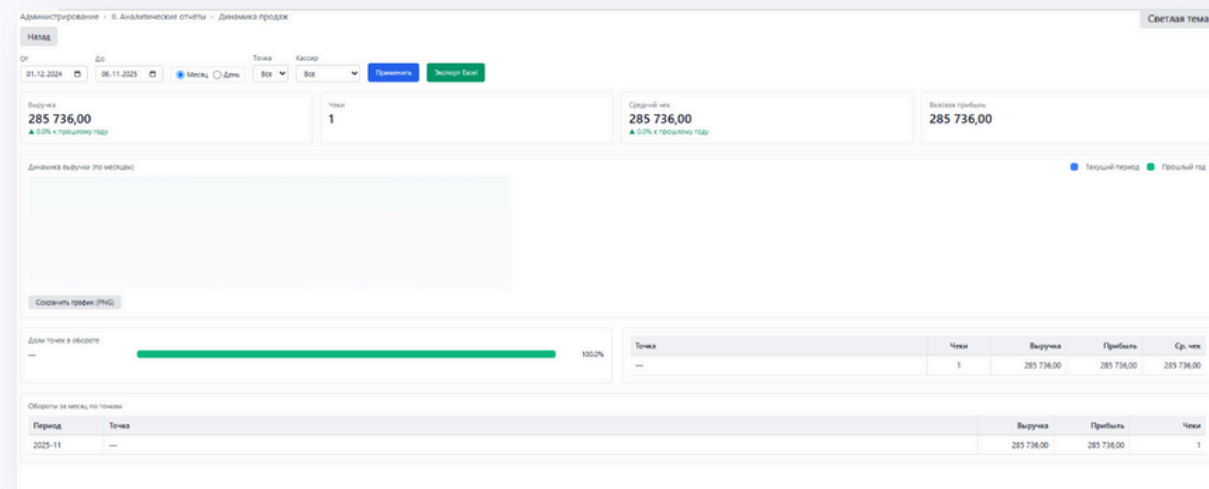 Администрирование › II. Аналитические отчёты › Динамика продаж
Светлая тема
Назад
От До Точка Кассир
01.12.2024 06.11.2025 Месяц День Все Все Применить Экспорт Excel
Выручка
285 736,00
▲ 0.0% к прошлому году
Чеки
1
Средний чек
285 736,00
▲ 0.0% к прошлому году
Валовая прибыль
285 736,00
Динамика выручки (по месяцам)
Текущий период Прошлый год
Сохранить график (PNG)
Доли точек в обороте
— 100.0%
Точка Чеки Выручка Прибыль Ср. чек
— 1 285 736,00 285 736,00 285 736,00
Обороты за месяц по точкам
Период Точка Выручка Прибыль Чеки
2025-11 — 285 736,00 285 736,00 1